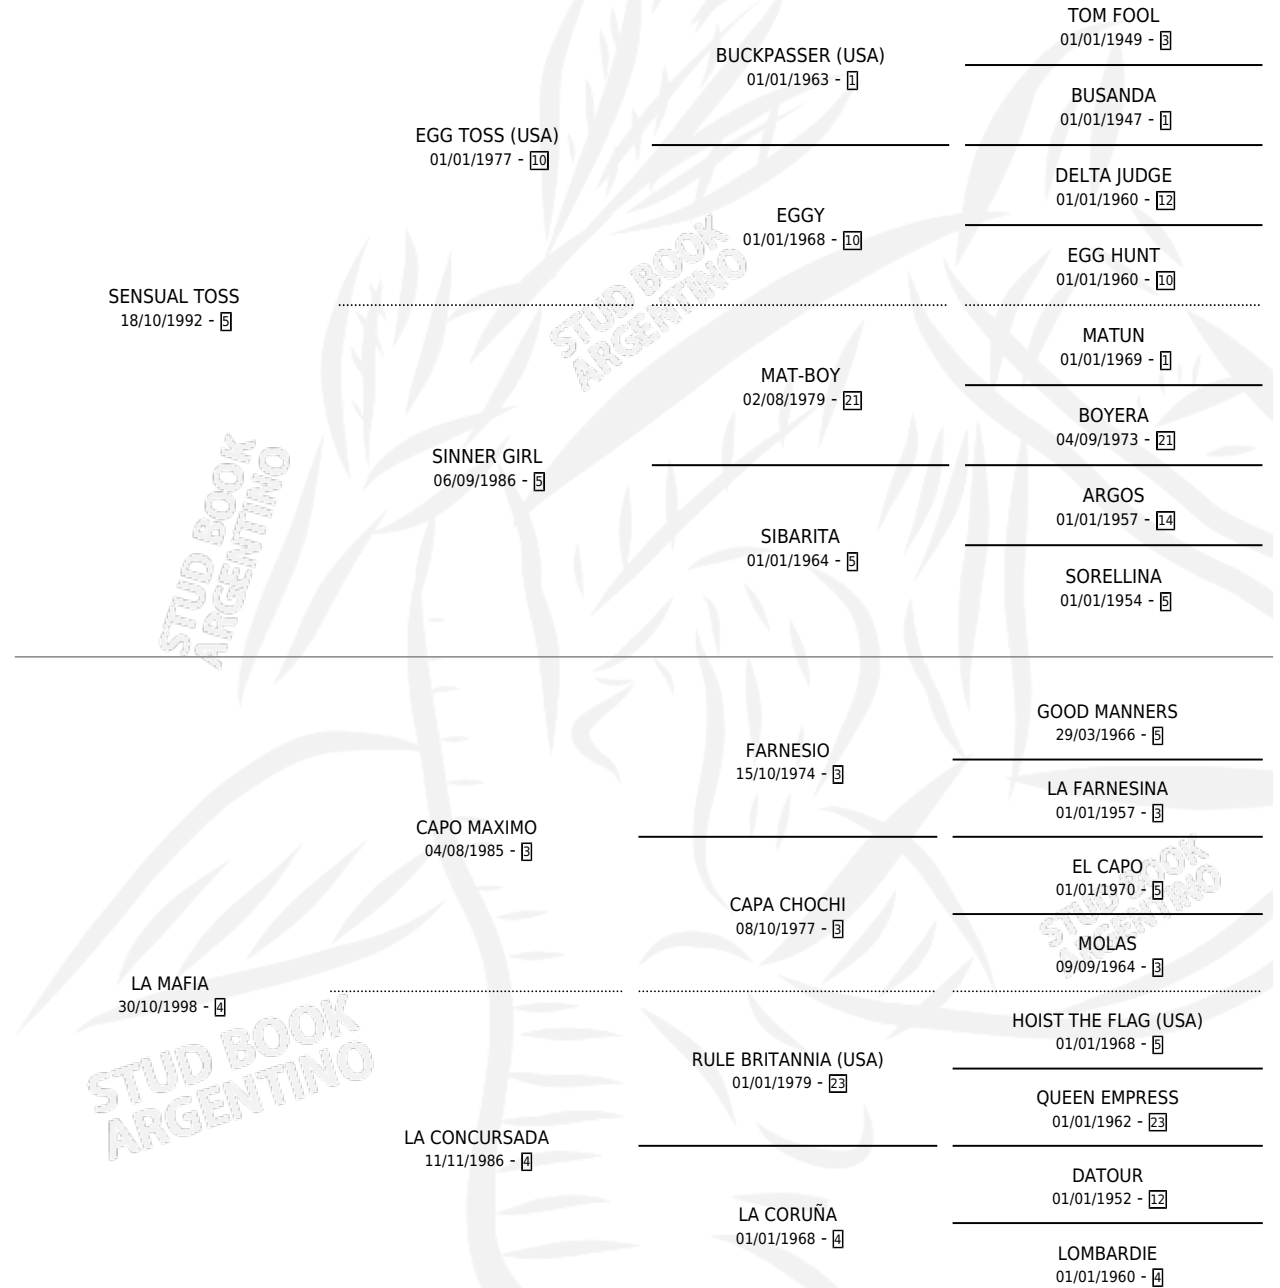 TOM FOOL
01/01/1949 - 3
BUCKPASSER (USA)
01/01/1963 - 1
BUSANDA
01/01/1947 - 1
EGG TOSS (USA)
01/01/1977 - 10
DELTA JUDGE
01/01/1960 - 12
EGGY
01/01/1968 - 10
EGG HUNT
01/01/1960 - 10
SENSUAL TOSS
18/10/1992 - 5
STUD BOOK
ARGENTINO
MATUN
01/01/1969 - 1
MAT-BOY
02/08/1979 - 21
BOYERA
04/09/1973 - 21
SINNER GIRL
06/09/1986 - 5
ARGOS
01/01/1957 - 14
SIBARITA
01/01/1964 - 5
SORELLINA
01/01/1954 - 5
STUD BOOK
ARGENTINO
GOOD MANNERS
29/03/1966 - 5
FARNESIO
15/10/1974 - 3
LA FARNESINA
01/01/1957 - 3
CAPO MAXIMO
04/08/1985 - 3
EL CAPO
01/01/1970 - 5
CAPA CHOCHI
08/10/1977 - 3
MOLAS
09/09/1964 - 3
STUD BOOK
ARGENTINO
LA MAFIA
30/10/1998 - 4
HOIST THE FLAG (USA)
01/01/1968 - 5
RULE BRITANNIA (USA)
01/01/1979 - 23
QUEEN EMPRESS
01/01/1962 - 23
STUD BOOK
ARGENTINO
LA CONCURSADA
11/11/1986 - 4
DATOUR
01/01/1952 - 12
LA CORUÑA
01/01/1968 - 4
LOMBARDIE
01/01/1960 - 4